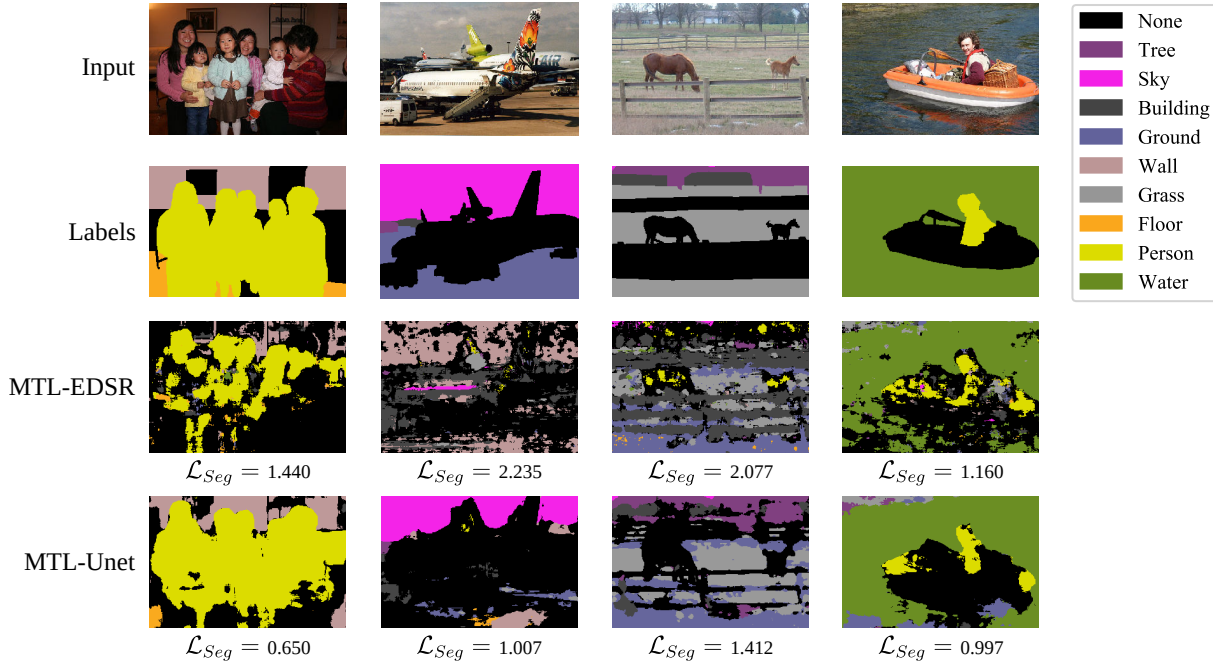 Input
None
Tree
Sky
Building
Ground
Wall
Grass
Floor
Person
Water
Labels
MTL-EDSR
ℒ_Seg = 1.440
ℒ_Seg = 2.235
ℒ_Seg = 2.077
ℒ_Seg = 1.160
MTL-Unet
ℒ_Seg = 0.650
ℒ_Seg = 1.007
ℒ_Seg = 1.412
ℒ_Seg = 0.997